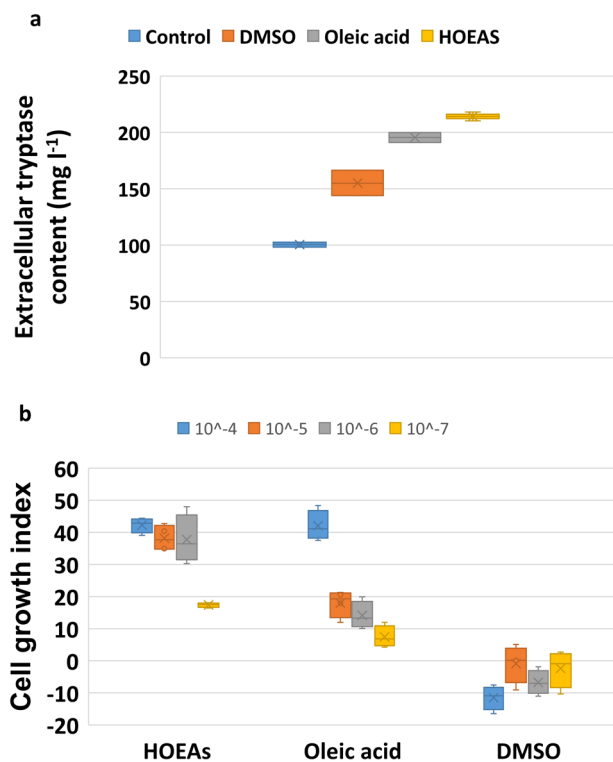 a
Control DMSO Oleic acid HOEAS
Extracellular tryptase
content (mg l-1)
250
200
150
100
50
0
b
10^-4 10^-5 10^-6 10^-7
Cell growth index
60
50
40
30
20
10
0
-10
-20
HOEAs Oleic acid DMSO